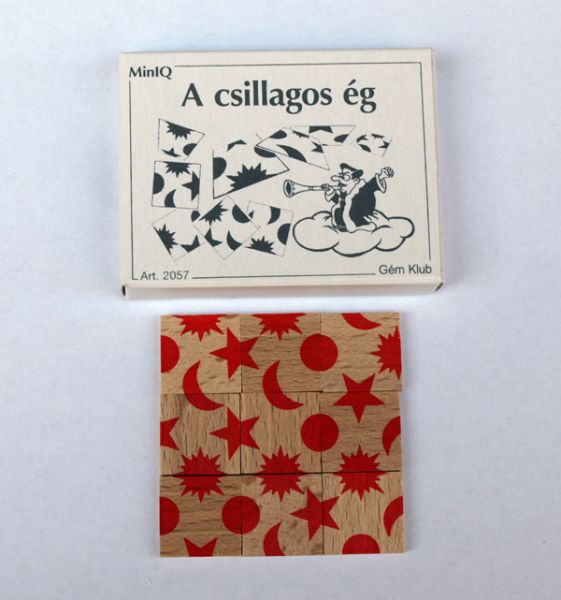 MinIQ
A csillagos ég
Art. 2057
Gém Klub